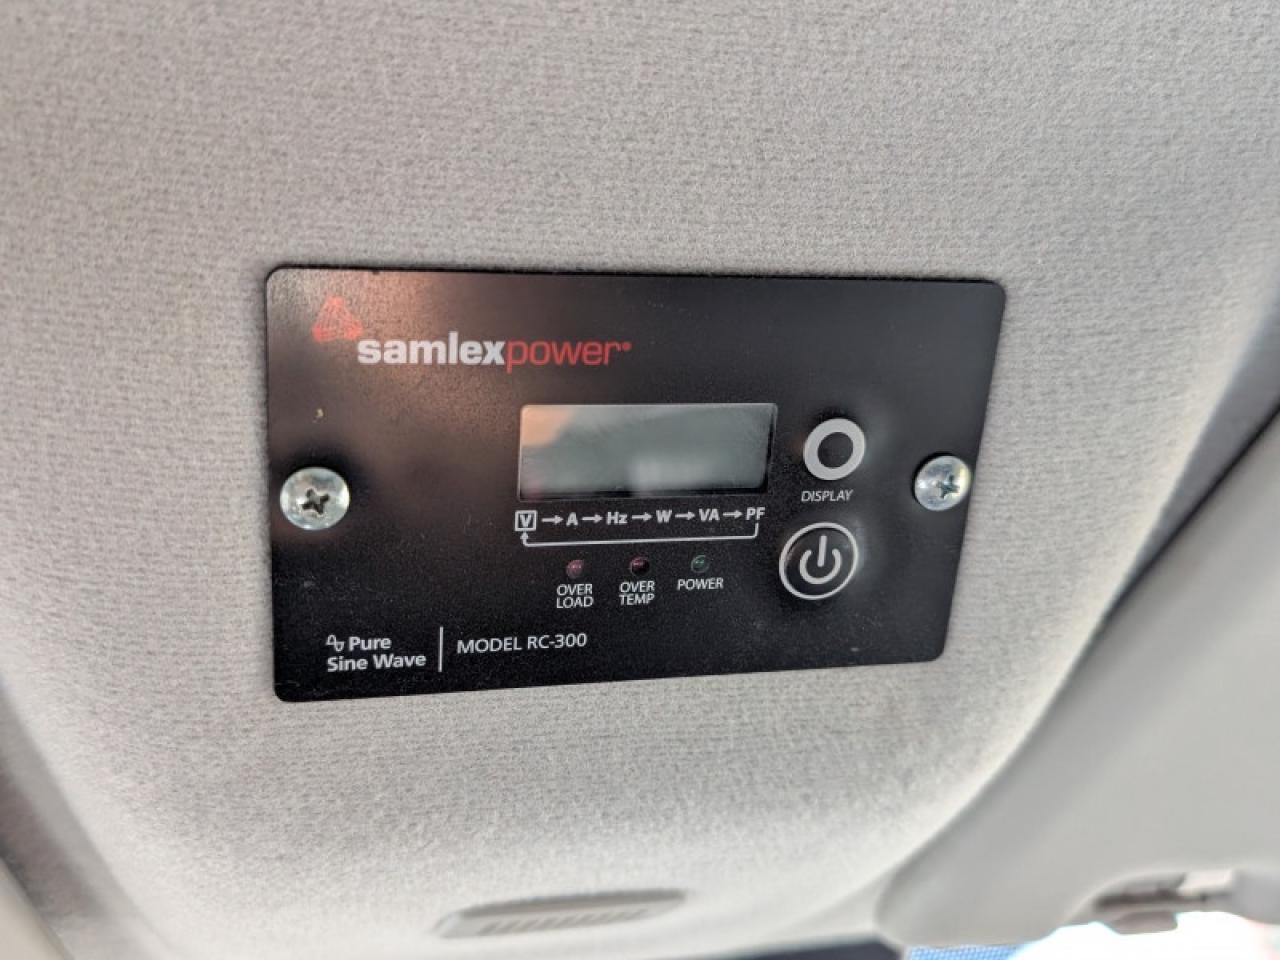 samlexpower
DISPLAY
V → A → Hz → W → VA → PF
OVER
LOAD
OVER
TEMP
POWER
Pure
Sine Wave
MODEL RC-300